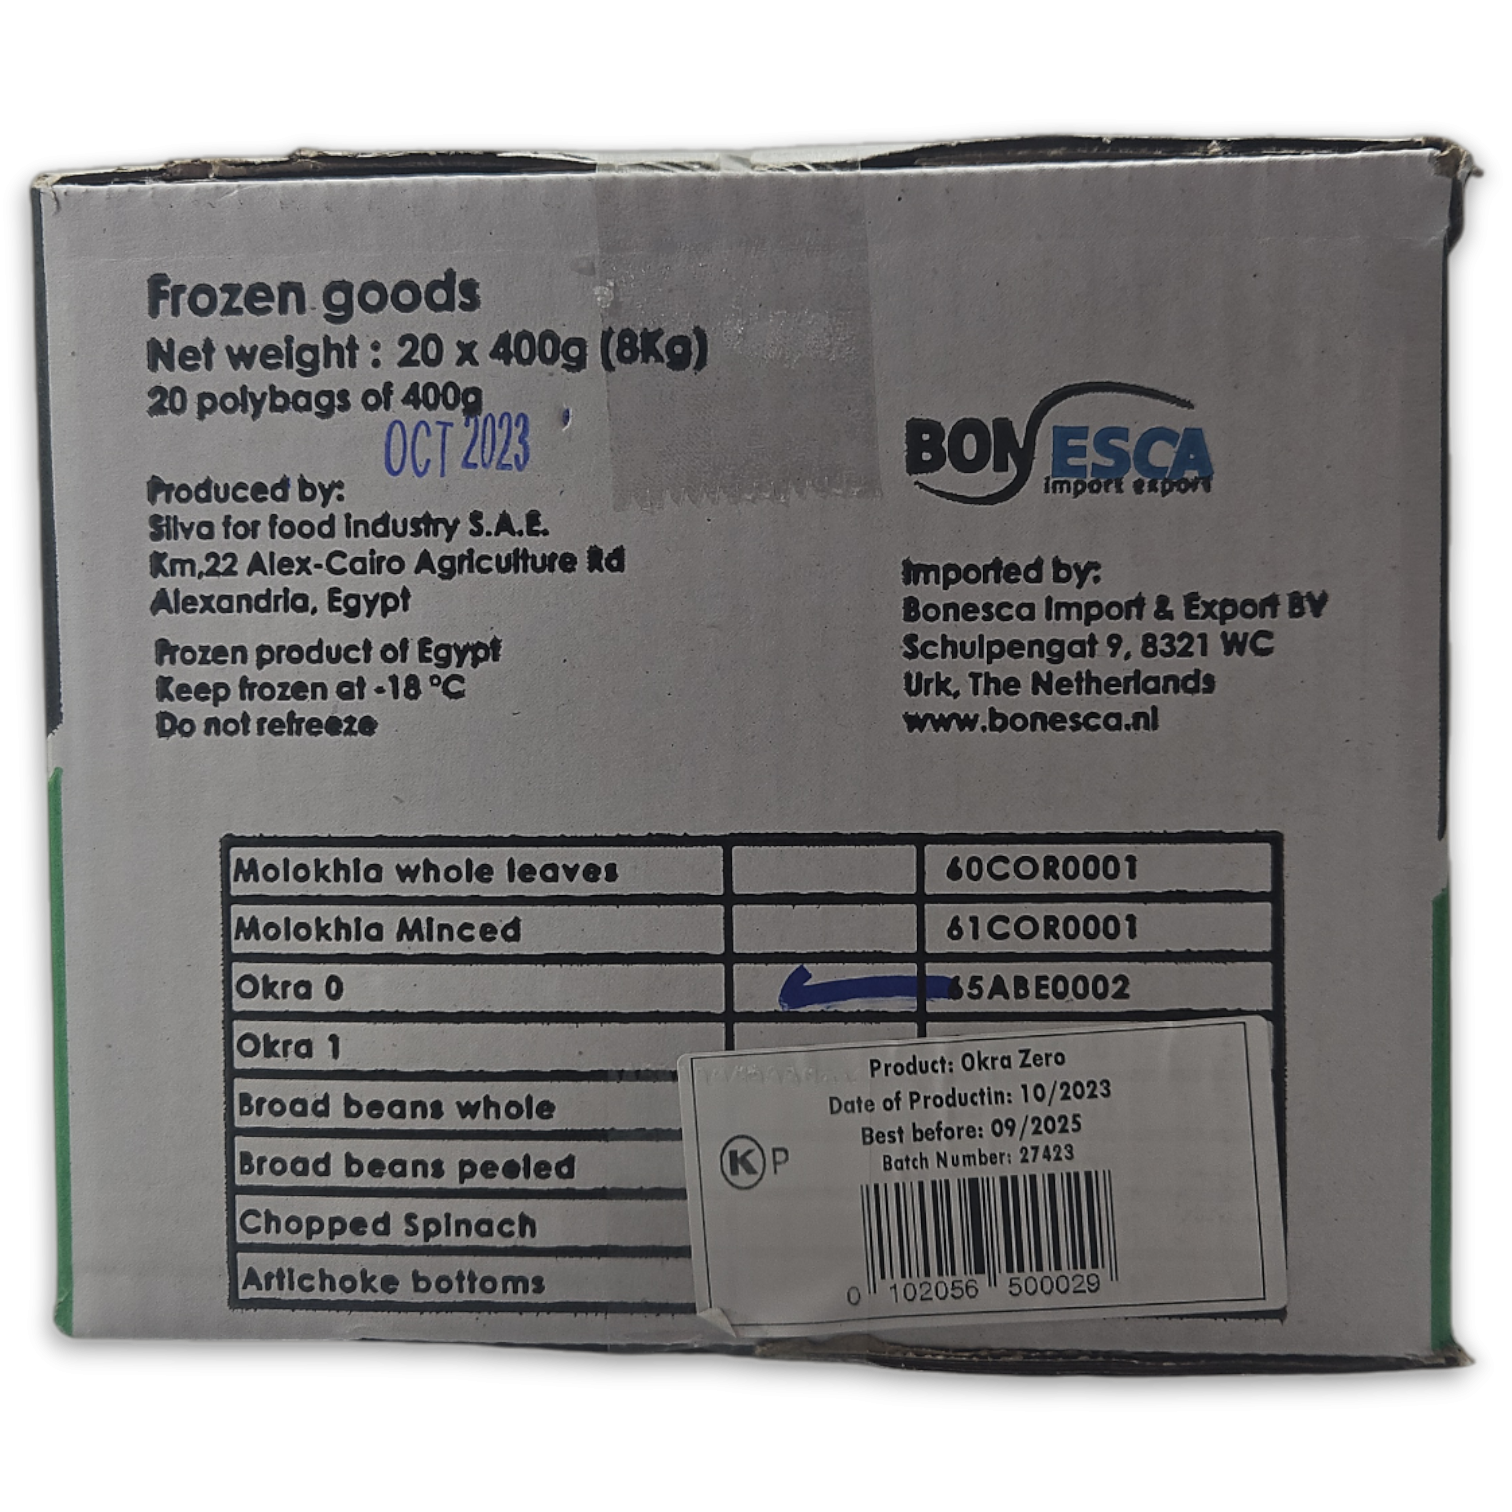 Frozen goods
Net weight : 20 x 400g (8Kg)
20 polybags of 400g
OCT 2023
Produced by:
Silva for food industry S.A.E.
Km,22 Alex-Cairo Agriculture Rd
Alexandria, Egypt
Frozen product of Egypt
Keep frozen at -18 °C
Do not refreeze
BONESCA
import export
Imported by:
Bonesca Import & Export BV
Schulpengat 9, 8321 WC
Urk, The Netherlands
www.bonesca.nl
Molokhia whole leaves 60COR0001
Molokhia Minced 61COR0001
Okra 0 65ABE0002
Okra 1
Broad beans whole
Broad beans peeled
Chopped Spinach
Artichoke bottoms
Product: Okra Zero
Date of Productin: 10/2023
Best before: 09/2025
Batch Number: 27423
K P
0 102056 500029